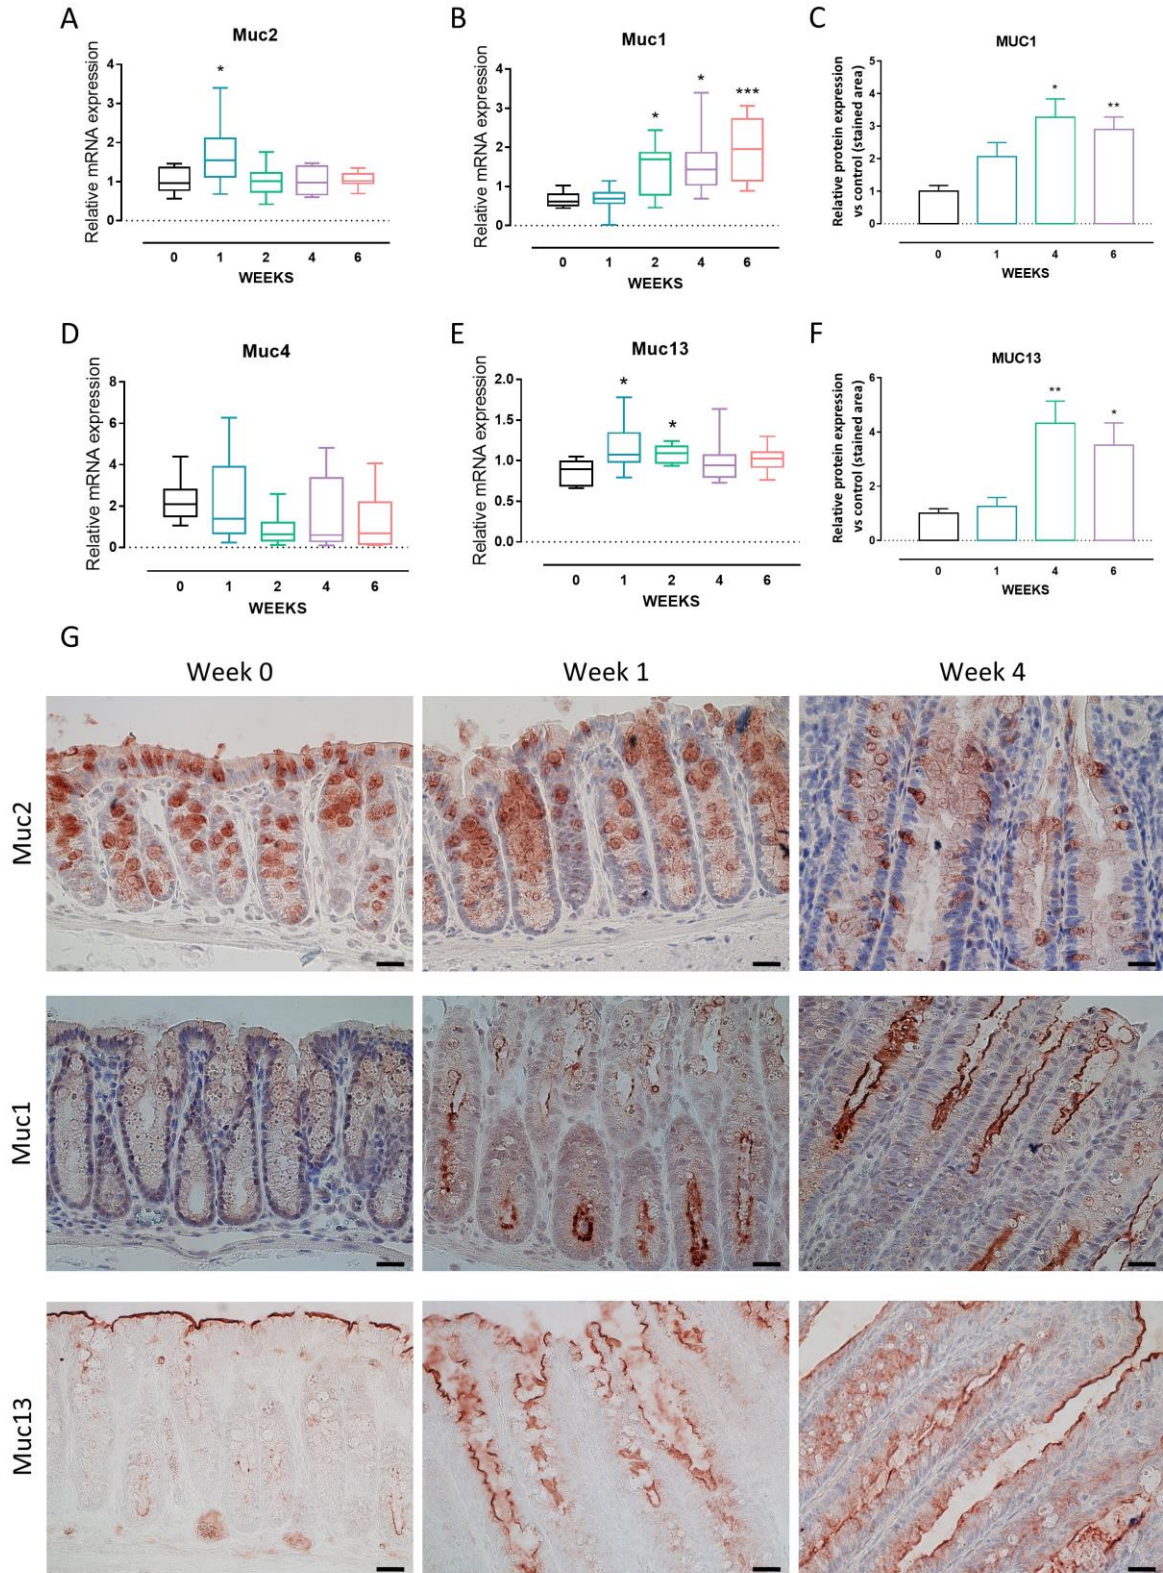 A
Muc2
Relative mRNA expression
4
3
2
1
0
*
0 1 2 4 6
WEEKS
B
Muc1
Relative mRNA expression
4
3
2
1
0
* * ***
0 1 2 4 6
WEEKS
C
MUC1
Relative protein expression
vs control (stained area)
5
4
3
2
1
0
* **
0 1 4 6
WEEKS
D
Muc4
Relative mRNA expression
8
6
4
2
0
0 1 2 4 6
WEEKS
E
Muc13
Relative mRNA expression
2.0
1.5
1.0
0.5
0.0
* *
0 1 2 4 6
WEEKS
F
MUC13
Relative protein expression
vs control (stained area)
6
4
2
0
** *
0 1 4 6
WEEKS
G
Week 0 Week 1 Week 4
Muc2
Muc1
Muc13